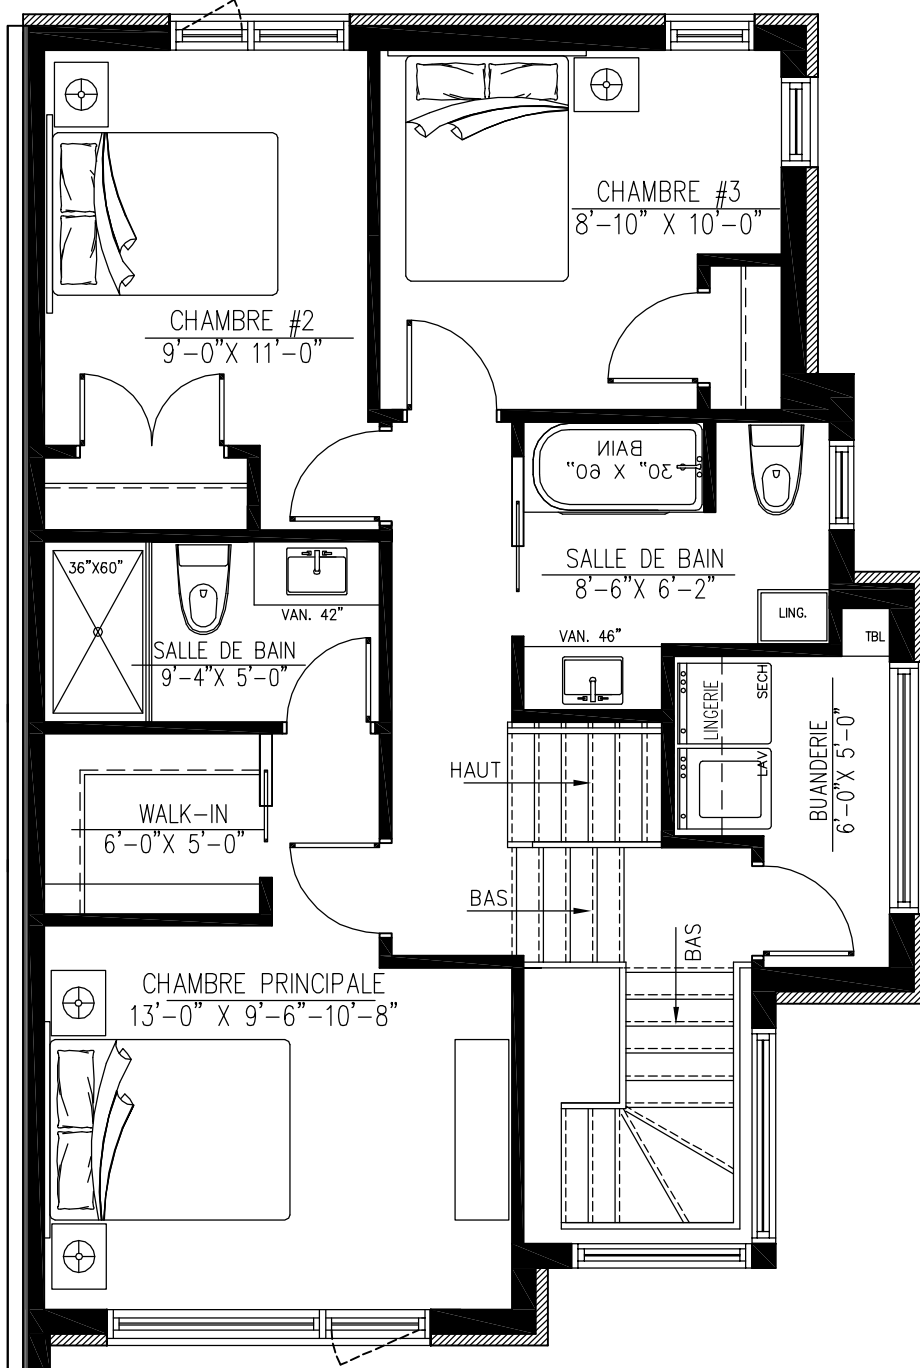 CHAMBRE #3
8'-10" X 10'-0"
CHAMBRE #2
9'-0"X 11'-0"
BAIN
30" X 60"
36"X60"
VAN. 42"
SALLE DE BAIN
9'-4"X 5'-0"
SALLE DE BAIN
8'-6"X 6'-2"
LING.
TBL
VAN. 46"
LINGERIE
SECH
LAV
BUANDERIE
6'-0"X 5'-0"
HAUT
WALK-IN
6'-0"X 5'-0"
BAS
BAS
CHAMBRE PRINCIPALE
13'-0" X 9'-6"-10'-8"